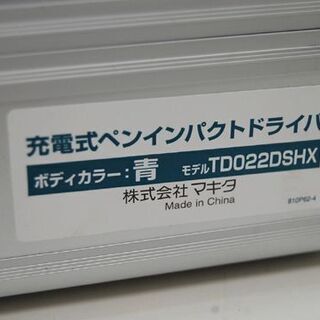 充電式ペンインパクトドライバ
ボディカラー：青 モデルTD022DSHX
株式会社 マキタ
Made in China
810P62-4